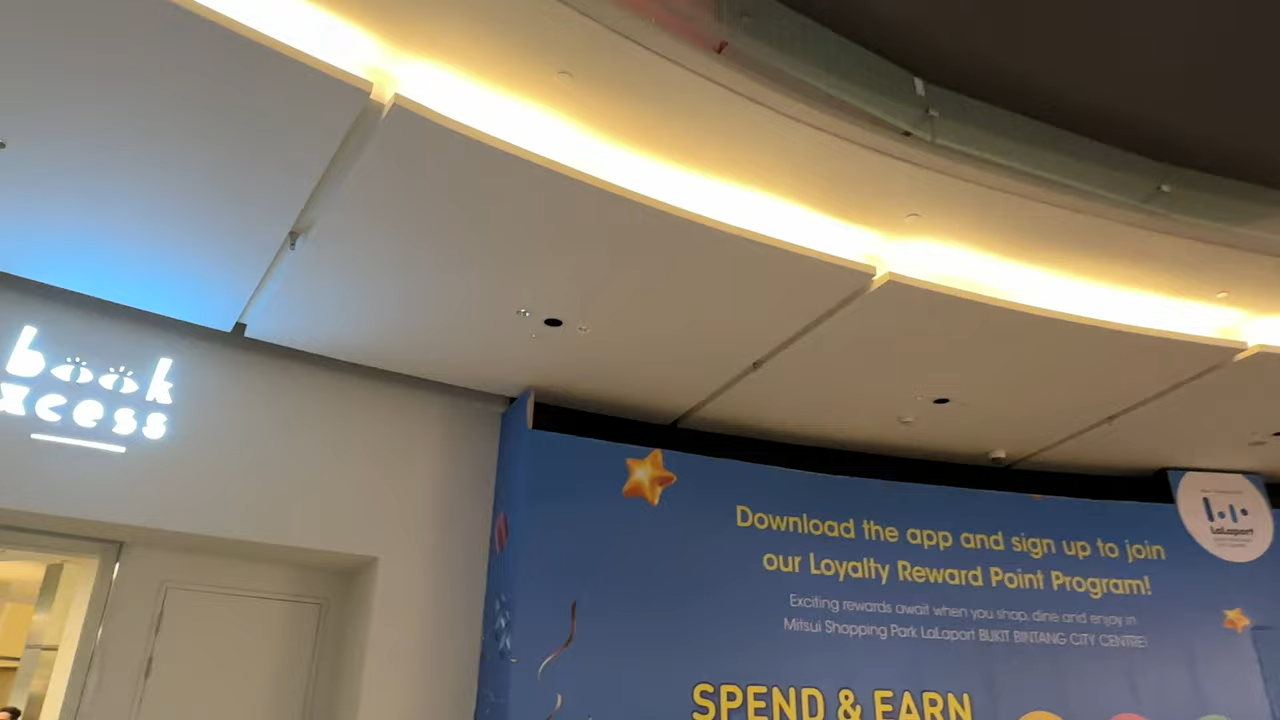 book
xcess
Download the app and sign up to join
our Loyalty Reward Point Program!
Exciting rewards await when you shop, dine and enjoy in
Mitsui Shopping Park LaLaport BUKIT BINTANG CITY CENTRE!
SPEND & EARN
LaLaport